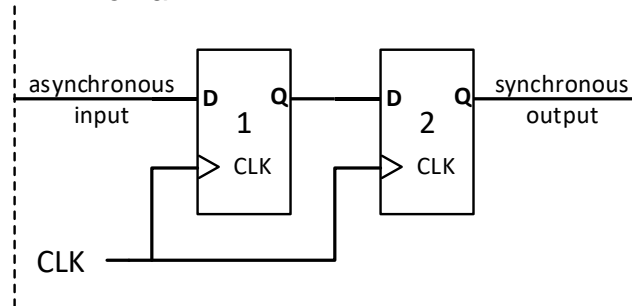 asynchronous
input
D
Q
1
CLK
D
Q
2
CLK
synchronous
output
CLK